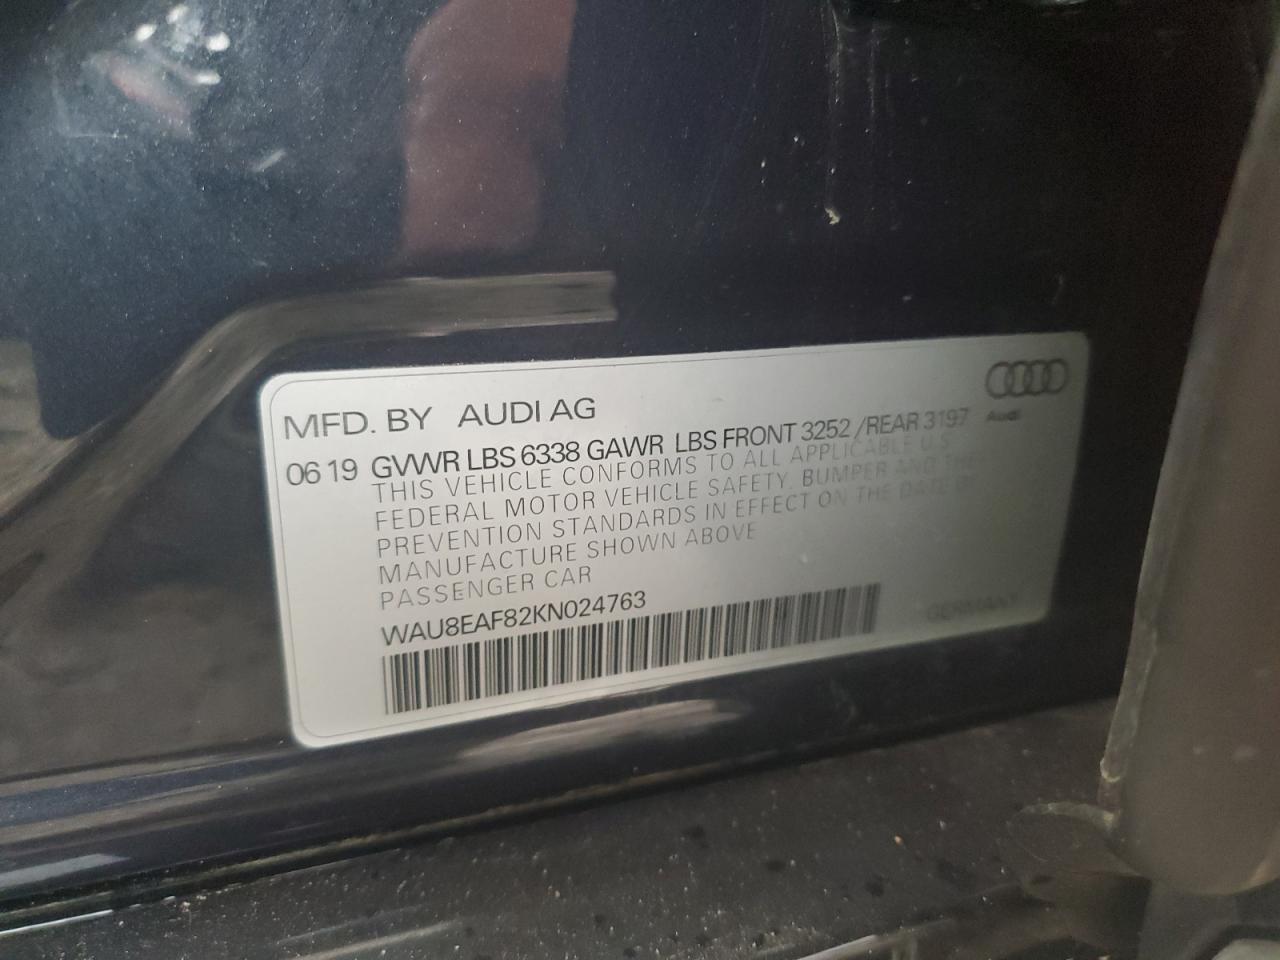 MFD. BY AUDI AG
Audi
06 19 GVWR LBS 6338 GAWR LBS FRONT 3252 /REAR 3197
THIS VEHICLE CONFORMS TO ALL APPLICABLE U.S.
FEDERAL MOTOR VEHICLE SAFETY, BUMPER AND THEFT
PREVENTION STANDARDS IN EFFECT ON THE DATE OF
MANUFACTURE SHOWN ABOVE
PASSENGER CAR
WAU8EAF82KN024763
GERMANY